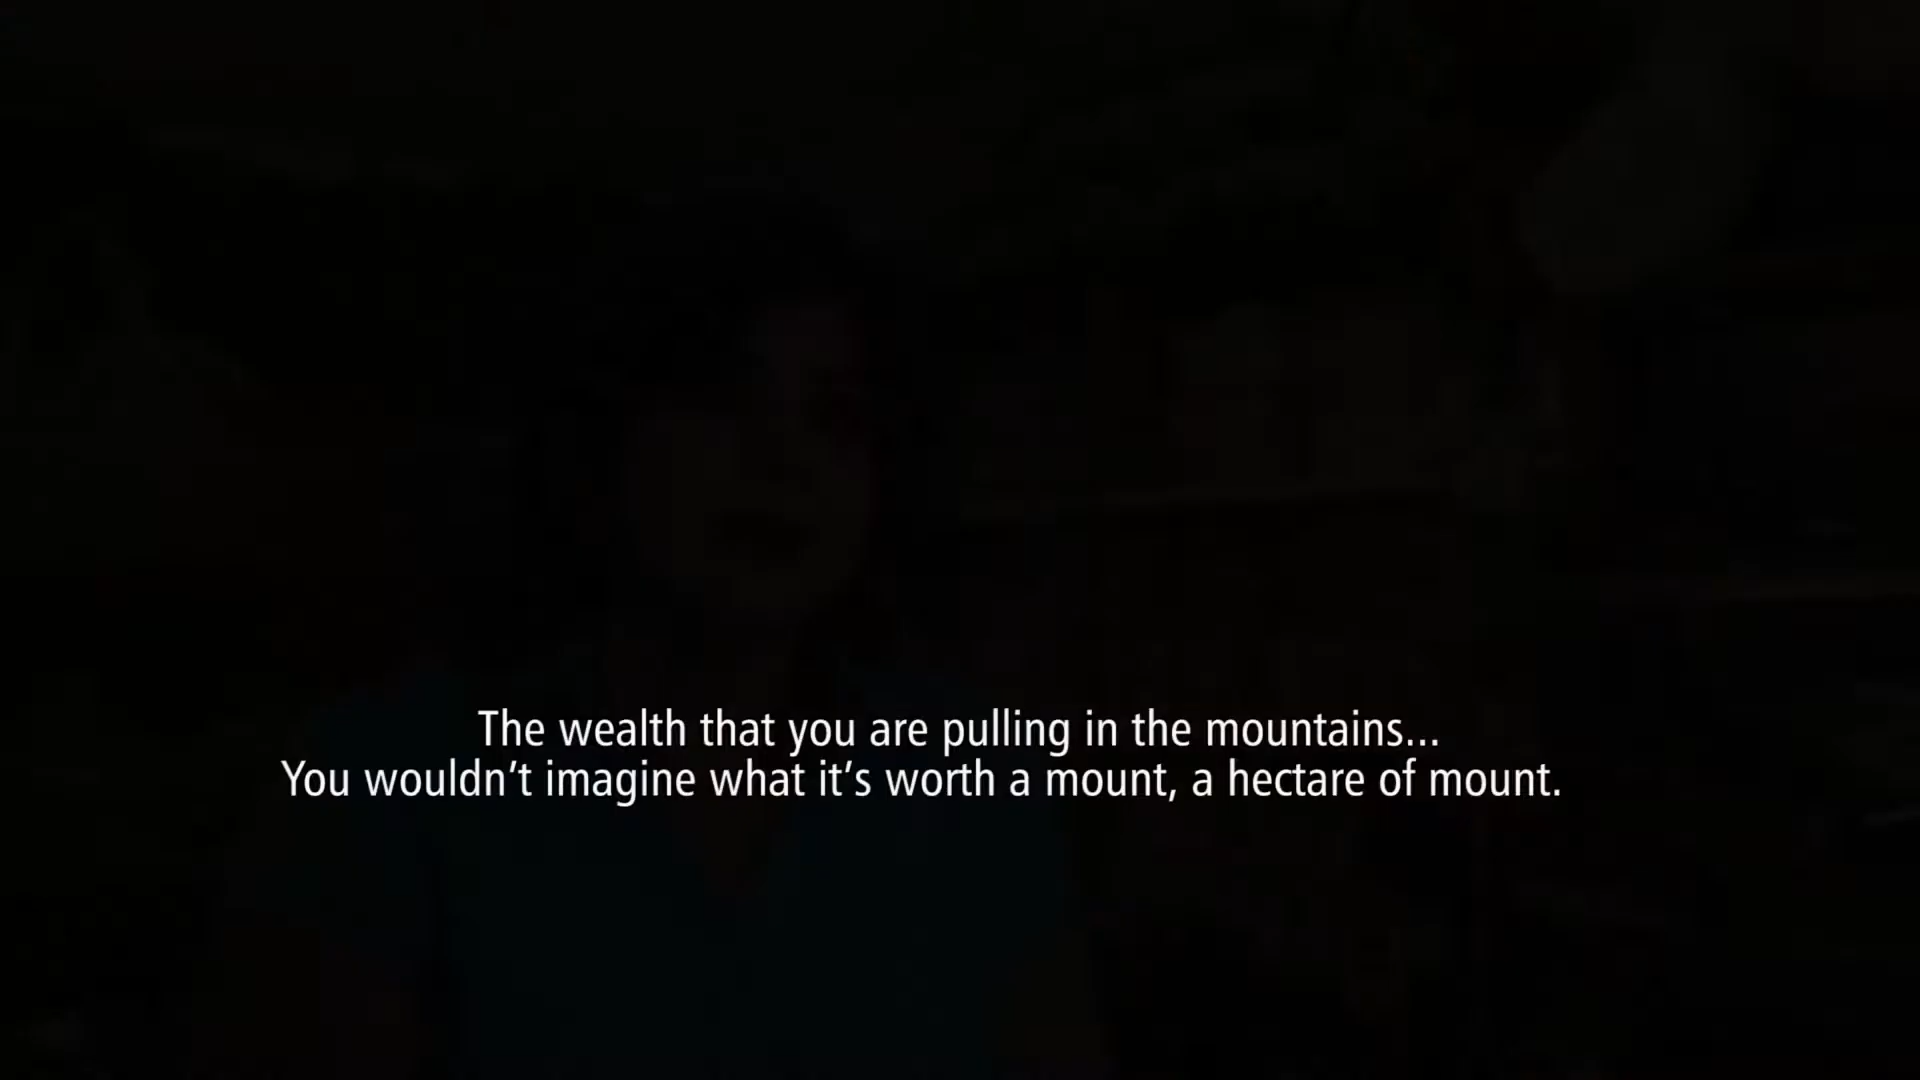 The wealth that you are pulling in the mountains...
You wouldn’t imagine what it’s worth a mount, a hectare of mount.